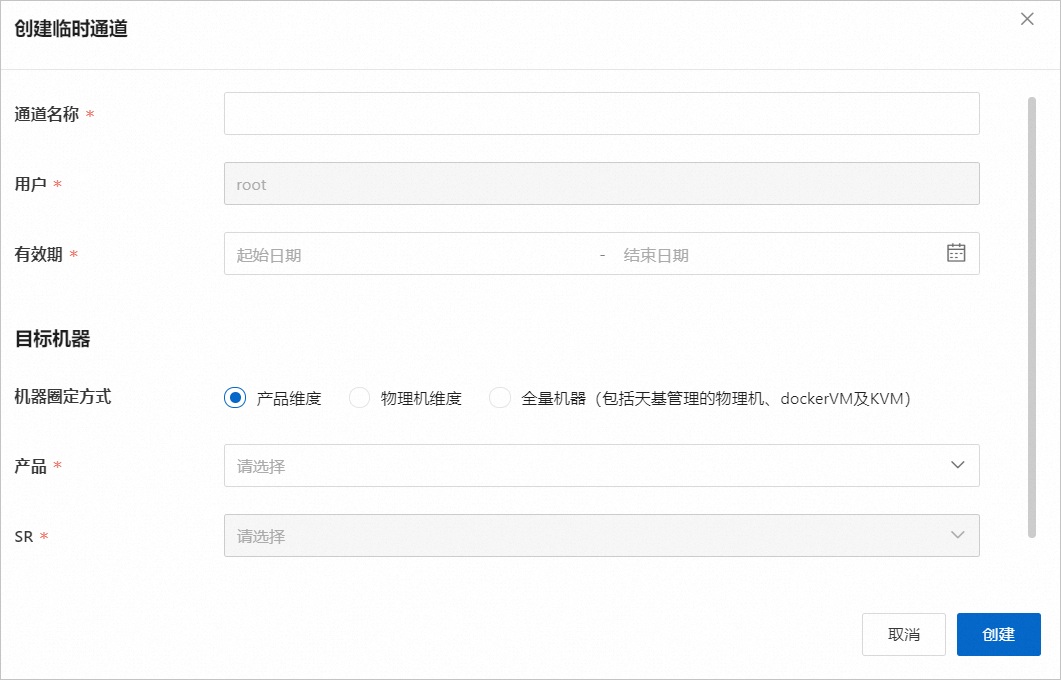 创建临时通道
通道名称 *
用户 *
root
有效期 *
起始日期 - 结束日期
目标机器
机器圈定方式
产品维度 物理机维度 全量机器（包括天基管理的物理机、dockerVM及KVM）
产品 *
请选择
SR *
请选择
取消 创建